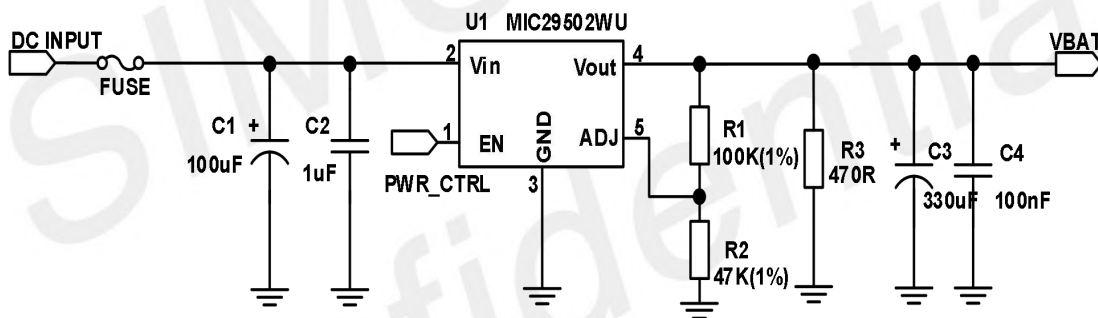 U1 MIC29502WU
DC INPUT
VBAT
FUSE
2
Vin
Vout
4
C1
+
100uF
C2
1uF
1
EN
GND
ADJ
5
PWR_CTRL
3
R1
100K(1%)
R2
47K(1%)
R3
470R
+
C3
330uF
C4
100nF